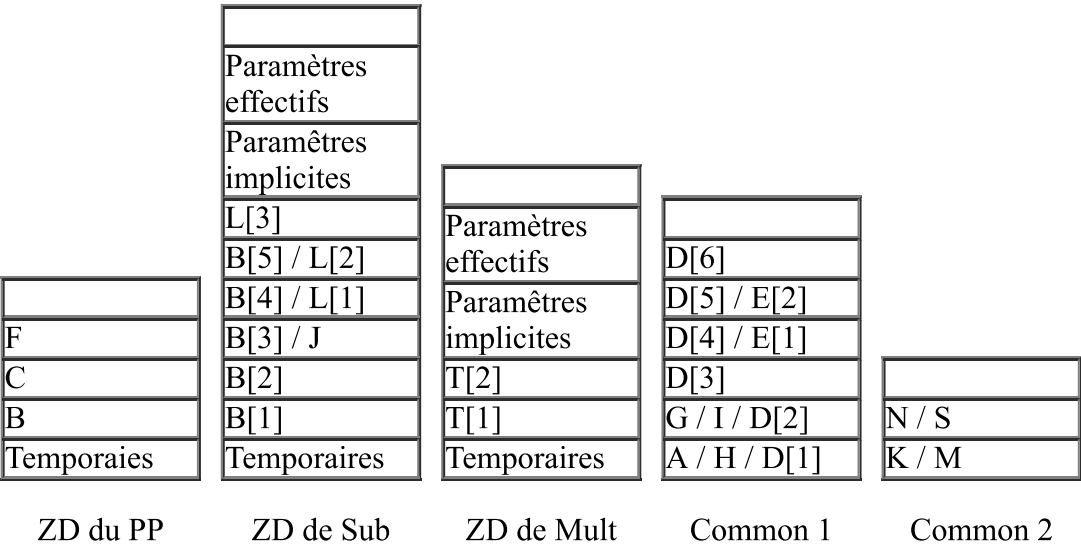 F
C
B
Temporaies
ZD du PP
Paramètres
effectifs
Paramêtres
implicites
L[3]
B[5] / L[2]
B[4] / L[1]
B[3] / J
B[2]
B[1]
Temporaires
ZD de Sub
Paramètres
effectifs
Paramêtres
implicites
T[2]
T[1]
Temporaires
ZD de Mult
D[6]
D[5] / E[2]
D[4] / E[1]
D[3]
G / I / D[2]
A / H / D[1]
Common 1
N / S
K / M
Common 2